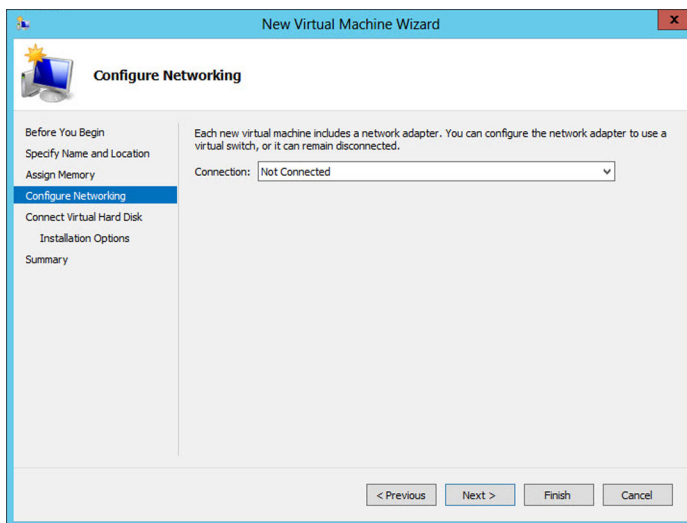 New Virtual Machine Wizard
x
Configure Networking
Before You Begin
Specify Name and Location
Assign Memory
Configure Networking
Connect Virtual Hard Disk
Installation Options
Summary
Each new virtual machine includes a network adapter. You can configure the network adapter to use a
virtual switch, or it can remain disconnected.
Connection: Not Connected
< Previous Next > Finish Cancel